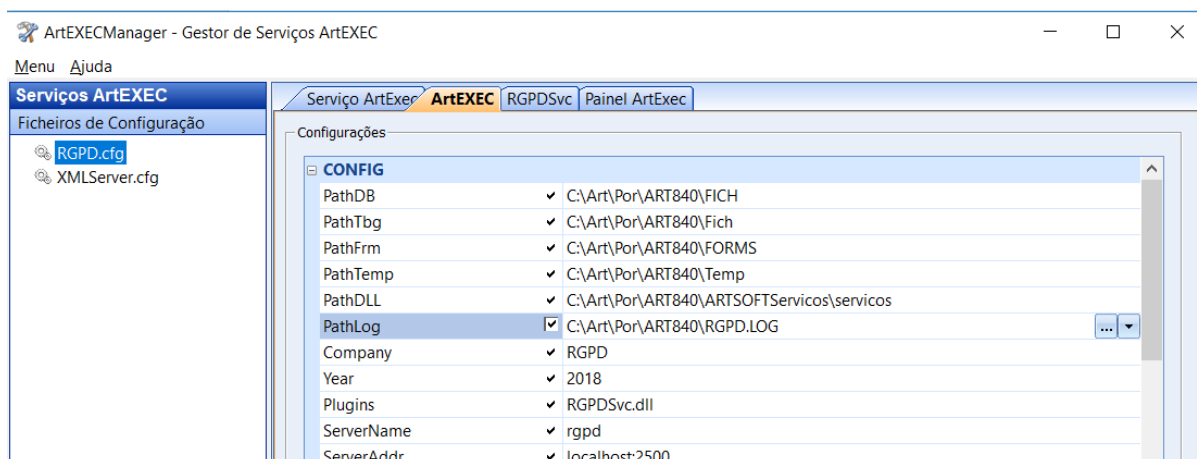 ArtEXECManager - Gestor de Serviços ArtEXEC
Menu Ajuda
Serviços ArtEXEC
Ficheiros de Configuração
RGPD.cfg
XMLServer.cfg
Serviço ArtExec ArtEXEC RGPDSvc Painel ArtExec
Configurações
CONFIG
PathDB C:\Art\Por\ART840\FICH
PathTbg C:\Art\Por\ART840\Fich
PathFrm C:\Art\Por\ART840\FORMS
PathTemp C:\Art\Por\ART840\Temp
PathDLL C:\Art\Por\ART840\ARTSOFTServicos\servicos
PathLog C:\Art\Por\ART840\RGPD.LOG ...
Company RGPD
Year 2018
Plugins RGPDSvc.dll
ServerName rgpd
ServerAddr localhost:2500